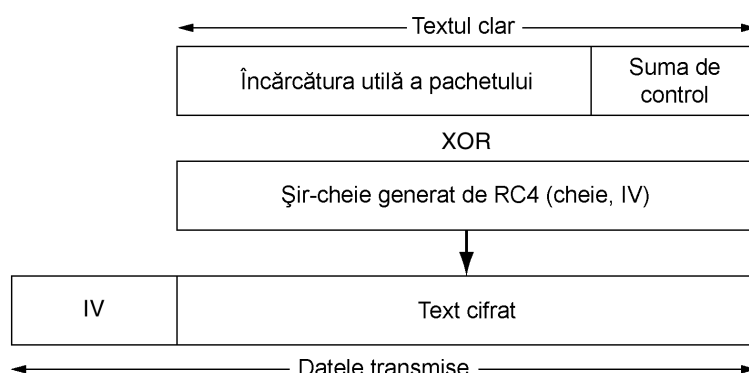 Textul clar
Încărcătura utilă a pachetului
Suma de
control
XOR
Şir-cheie generat de RC4 (cheie, IV)
IV
Text cifrat
Datele transmise